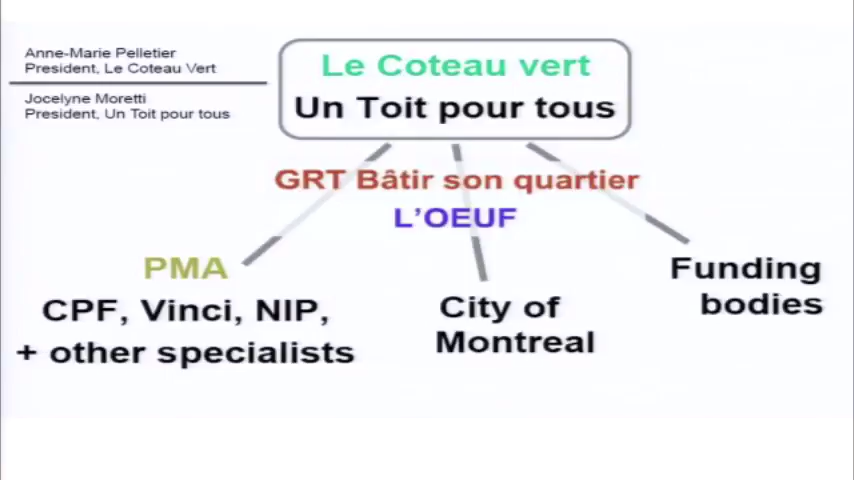 Anne-Marie Pelletier
President, Le Coteau Vert
Jocelyne Moretti
President, Un Toit pour tous
Le Coteau vert
Un Toit pour tous
GRT Bâtir son quartier
L'OEUF
PMA
CPF, Vinci, NIP,
+ other specialists
City of
Montreal
Funding
bodies